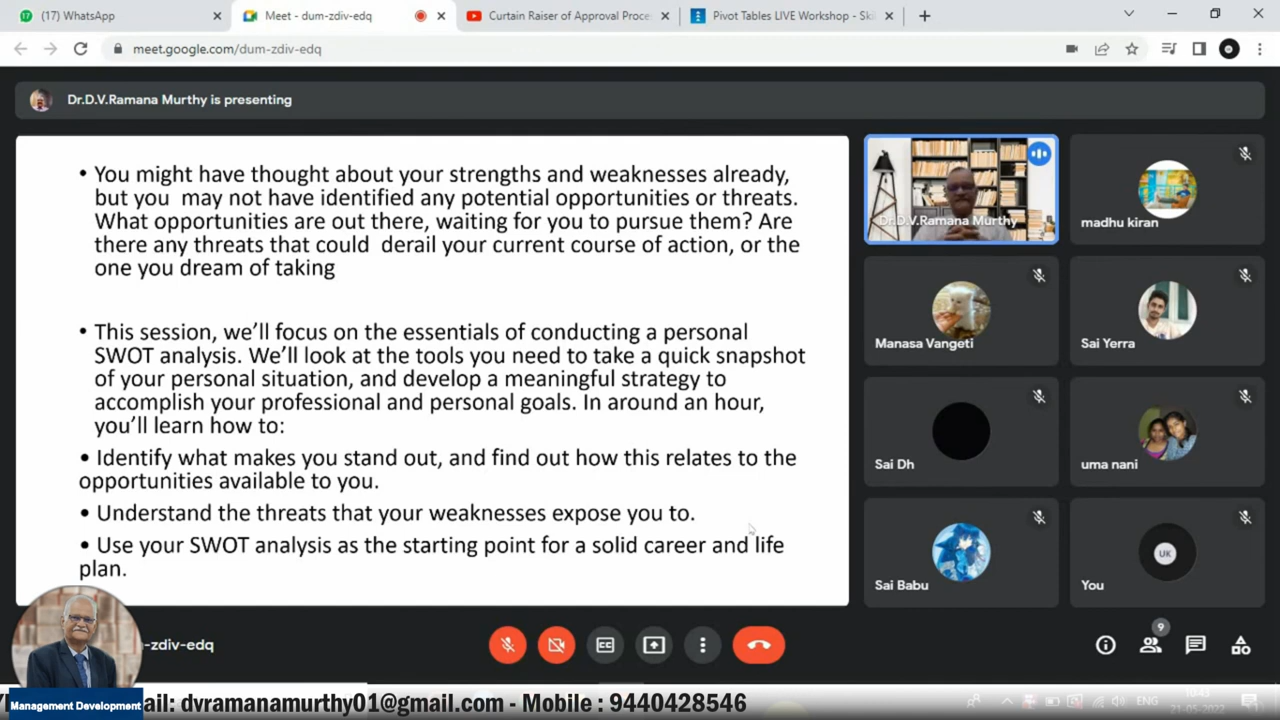 (17) WhatsApp
Meet - dum-zdiv-edq
Curtain Raiser of Approval Proce
Pivot Tables LIVE Workshop - Ski
meet.google.com/dum-zdiv-edq
Dr.D.V.Ramana Murthy is presenting
• You might have thought about your strengths and weaknesses already,
but you may not have identified any potential opportunities or threats.
What opportunities are out there, waiting for you to pursue them? Are
there any threats that could derail your current course of action, or the
one you dream of taking
• This session, we'll focus on the essentials of conducting a personal
SWOT analysis. We'll look at the tools you need to take a quick snapshot
of your personal situation, and develop a meaningful strategy to
accomplish your professional and personal goals. In around an hour,
you'll learn how to:
• Identify what makes you stand out, and find out how this relates to the
opportunities available to you.
• Understand the threats that your weaknesses expose you to.
• Use your SWOT analysis as the starting point for a solid career and life
plan.
Dr.D.V.Ramana Murthy
madhu kiran
Manasa Vangeti
Sai Yerra
Sai Dh
uma nani
Sai Babu
UK
You
-zdiv-edq
CC
9
Management Development
ail: dvramanamurthy01@gmail.com - Mobile : 9440428546
ENG
10:43
21-05-2022